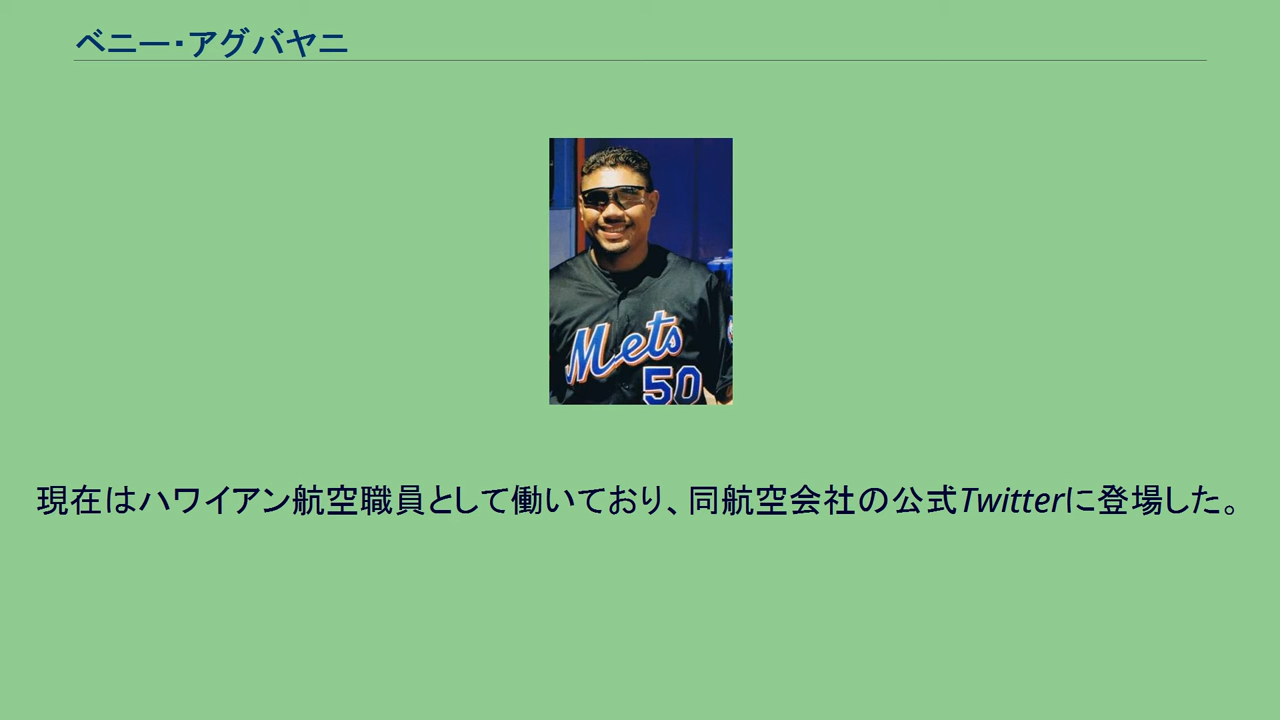 ベニー・アグバヤニ
Mets
50
現在はハワイアン航空職員として働いており、同航空会社の公式Twitterに登場した。